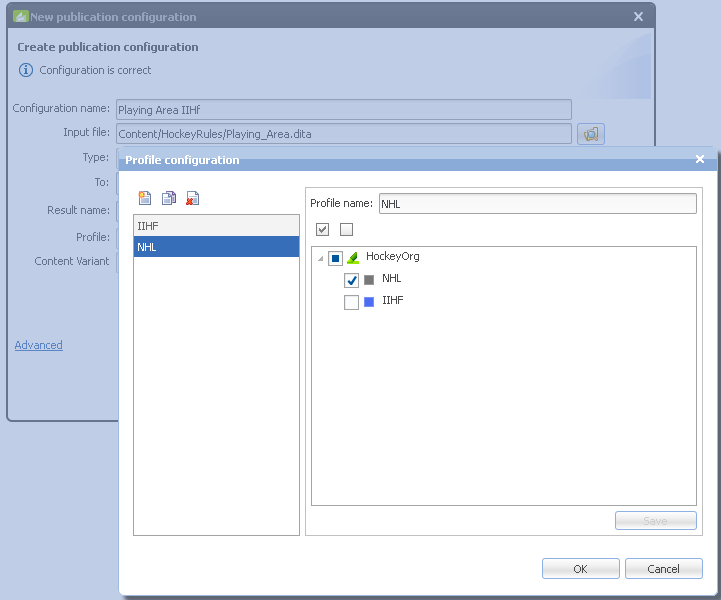 New publication configuration
Create publication configuration
Configuration is correct
Configuration name: Playing Area IIHf
Input file: Content/HockeyRules/Playing_Area.dita
Type:
To:
Result name:
Profile:
Content Variant
Advanced
Profile configuration
IIHF
NHL
Profile name: NHL
HockeyOrg
NHL
IIHF
Save
OK Cancel